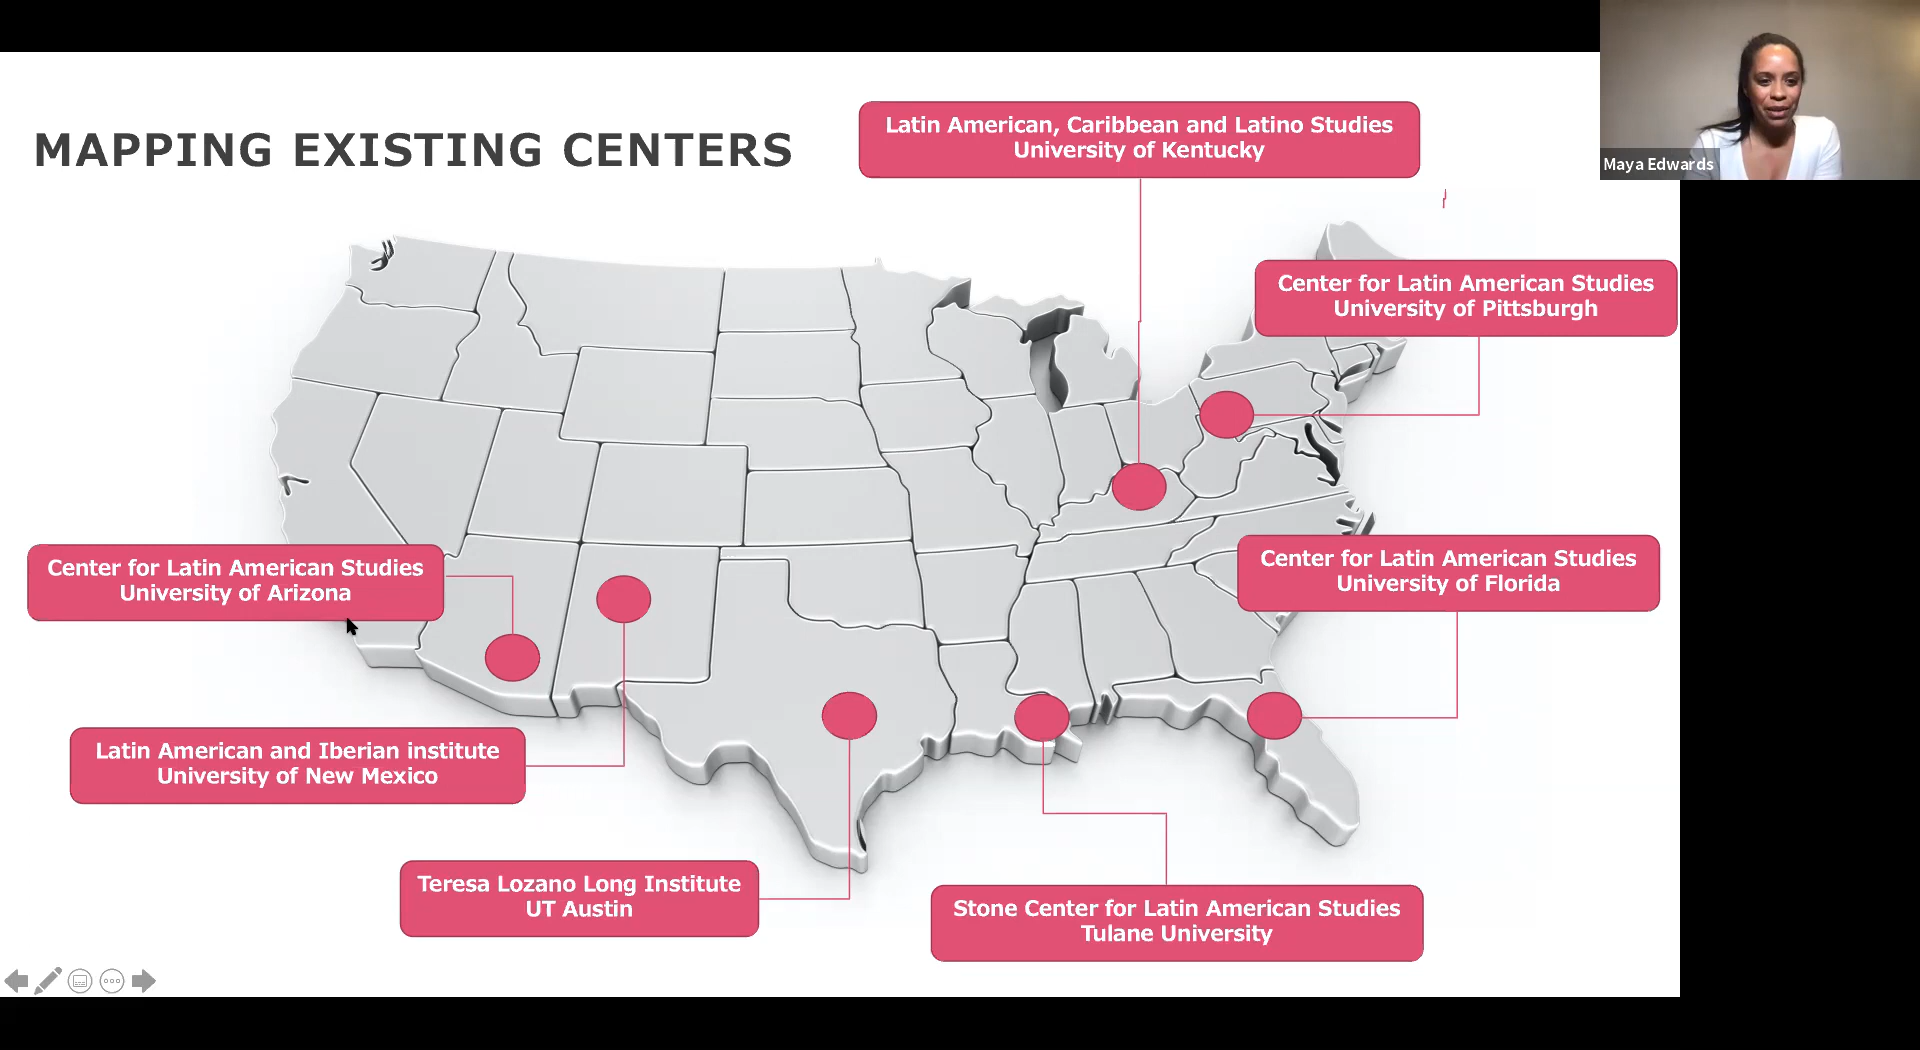 MAPPING EXISTING CENTERS
Latin American, Caribbean and Latino Studies
University of Kentucky
Maya Edwards
Center for Latin American Studies
University of Pittsburgh
Center for Latin American Studies
University of Arizona
Center for Latin American Studies
University of Florida
Latin American and Iberian institute
University of New Mexico
Teresa Lozano Long Institute
UT Austin
Stone Center for Latin American Studies
Tulane University